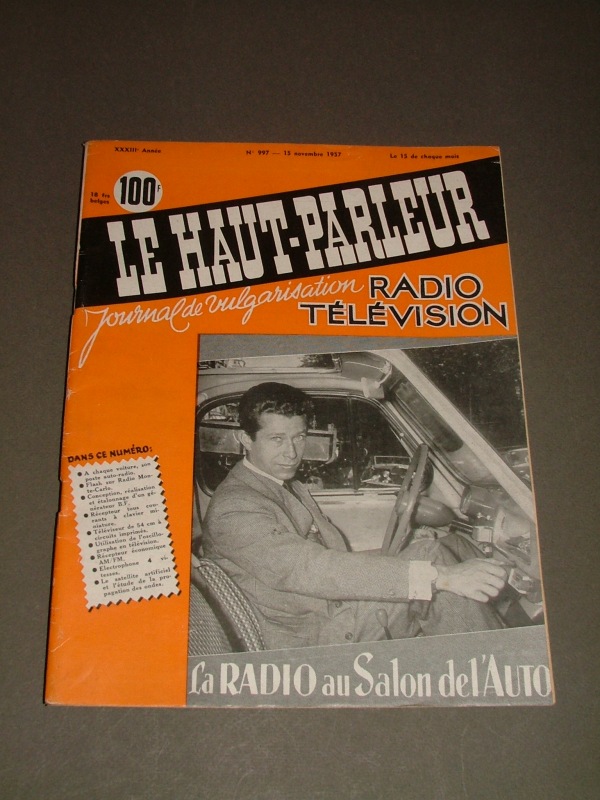 XXXIIIe Année
N° 997 — 15 novembre 1957
Le 15 de chaque mois
18 frs
belges
100F
LE HAUT-PARLEUR
Journal de vulgarisation RADIO
TÉLÉVISION
DANS CE NUMÉRO:
● A chaque voiture, son
poste auto-radio.
● Flash sur Radio Mon-
te-Carlo.
● Conception, réalisation
et étalonnage d'un gé-
nérateur B.F.
● Récepteur tous cou-
rants à clavier mi-
niature.
● Téléviseur de 54 cm à
circuits imprimés.
● Utilisation de l'oscillo-
graphe en télévision.
● Récepteur économique
AM/FM.
● Electrophone 4 vi-
tesses.
● Le satellite artificiel
et l'étude de la pro-
pagation des ondes.
La RADIO au Salon de l'AUTO